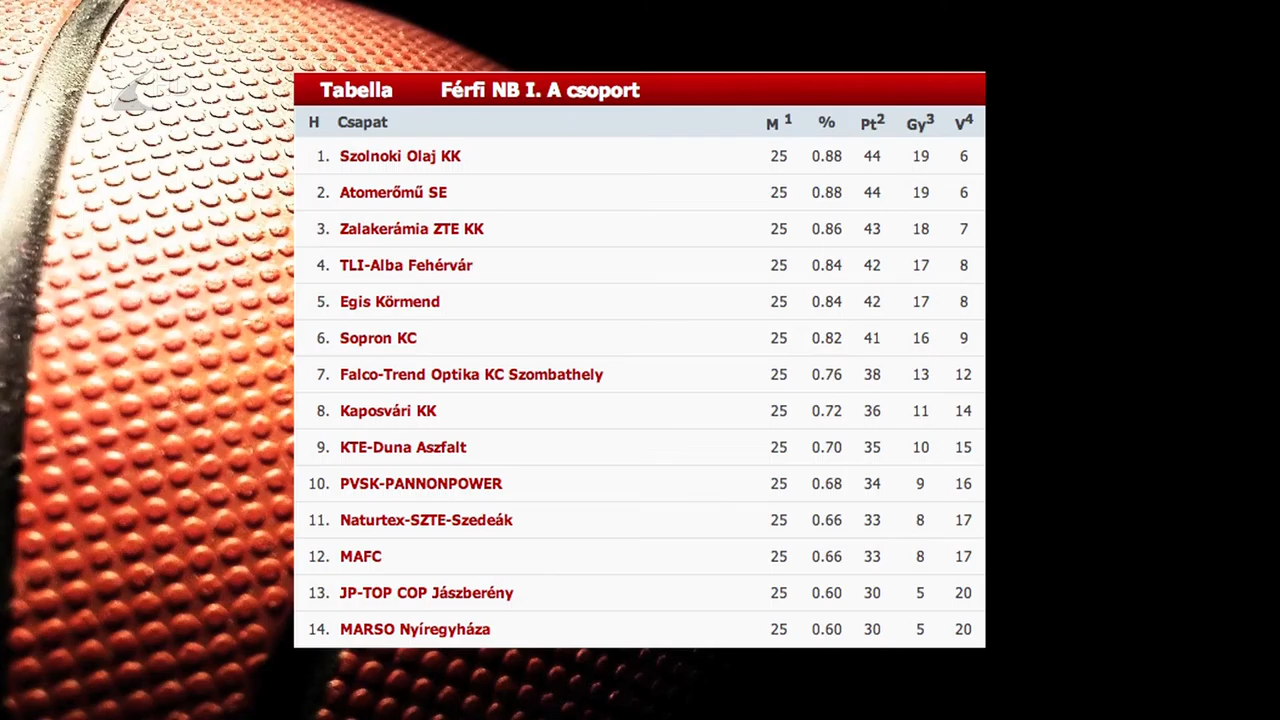 Tabella Férfi NB I. A csoport
H Csapat M 1 % Pt2 Gy3 V4
1. Szolnoki Olaj KK 25 0.88 44 19 6
2. Atomerőmű SE 25 0.88 44 19 6
3. Zalakerámia ZTE KK 25 0.86 43 18 7
4. TLI-Alba Fehérvár 25 0.84 42 17 8
5. Egis Körmend 25 0.84 42 17 8
6. Sopron KC 25 0.82 41 16 9
7. Falco-Trend Optika KC Szombathely 25 0.76 38 13 12
8. Kaposvári KK 25 0.72 36 11 14
9. KTE-Duna Aszfalt 25 0.70 35 10 15
10. PVSK-PANNONPOWER 25 0.68 34 9 16
11. Naturtex-SZTE-Szedeák 25 0.66 33 8 17
12. MAFC 25 0.66 33 8 17
13. JP-TOP COP Jászberény 25 0.60 30 5 20
14. MARSO Nyíregyháza 25 0.60 30 5 20